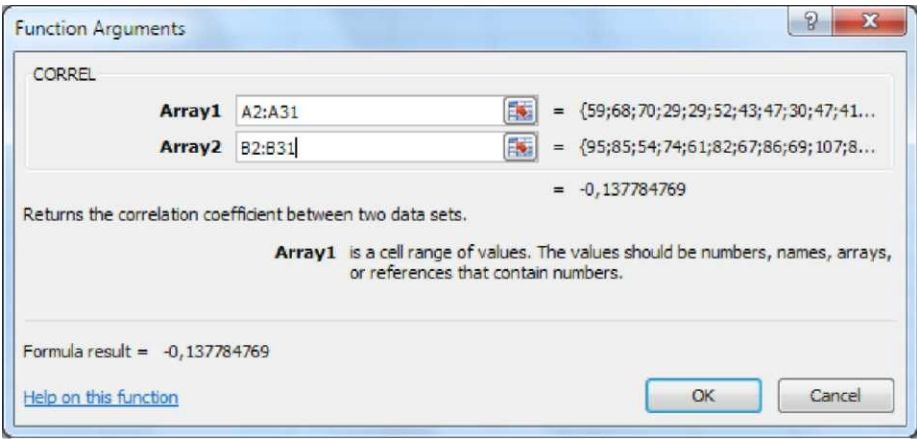 Function Arguments
CORREL
Array1 A2:A31 = {59;68;70;29;29;52;43;47;30;47;41...
Array2 B2:B31 = {95;85;54;74;61;82;67;86;69;107;8...
= -0,137784769
Returns the correlation coefficient between two data sets.
Array1 is a cell range of values. The values should be numbers, names, arrays,
or references that contain numbers.
Formula result = -0,137784769
Help on this function OK Cancel